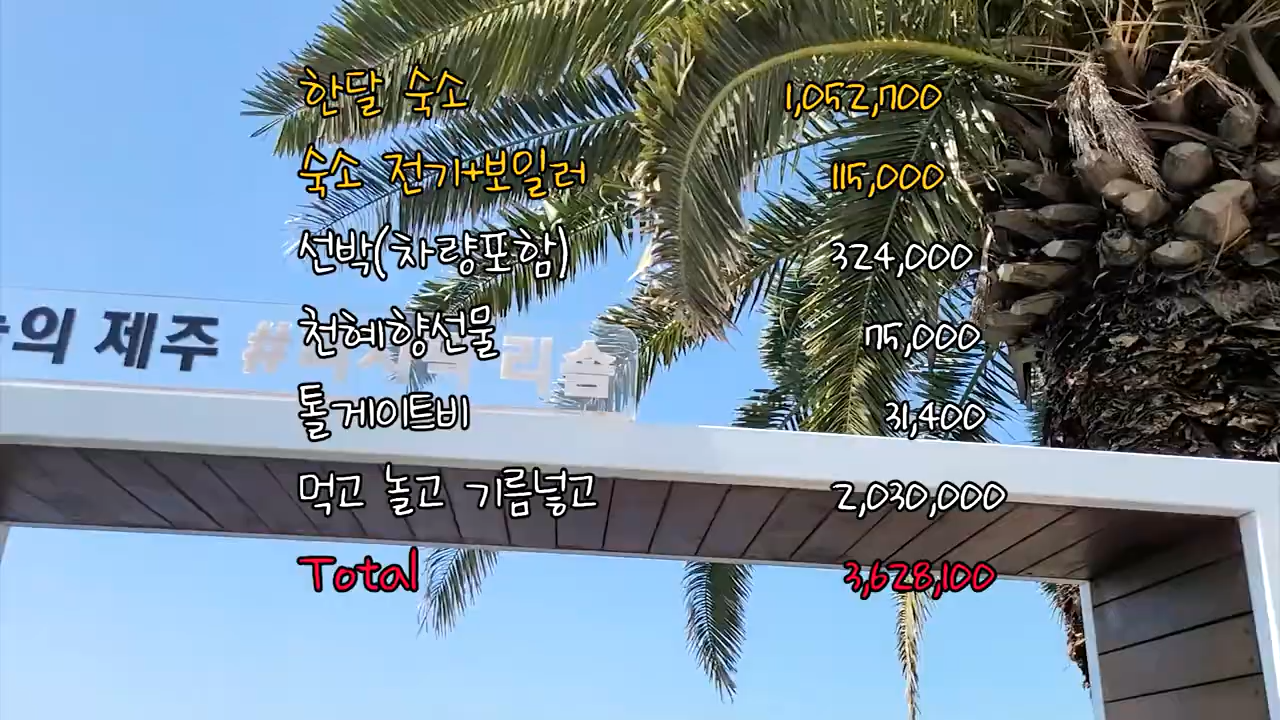 한달 숙소 1,052,700
숙소 전기+보일러 115,000
선박(차량포함) 324,000
천혜향선물 75,000
톨게이트비 31,400
먹고 놀고 기름넣고 2,030,000
Total 3,628,100
의 제주